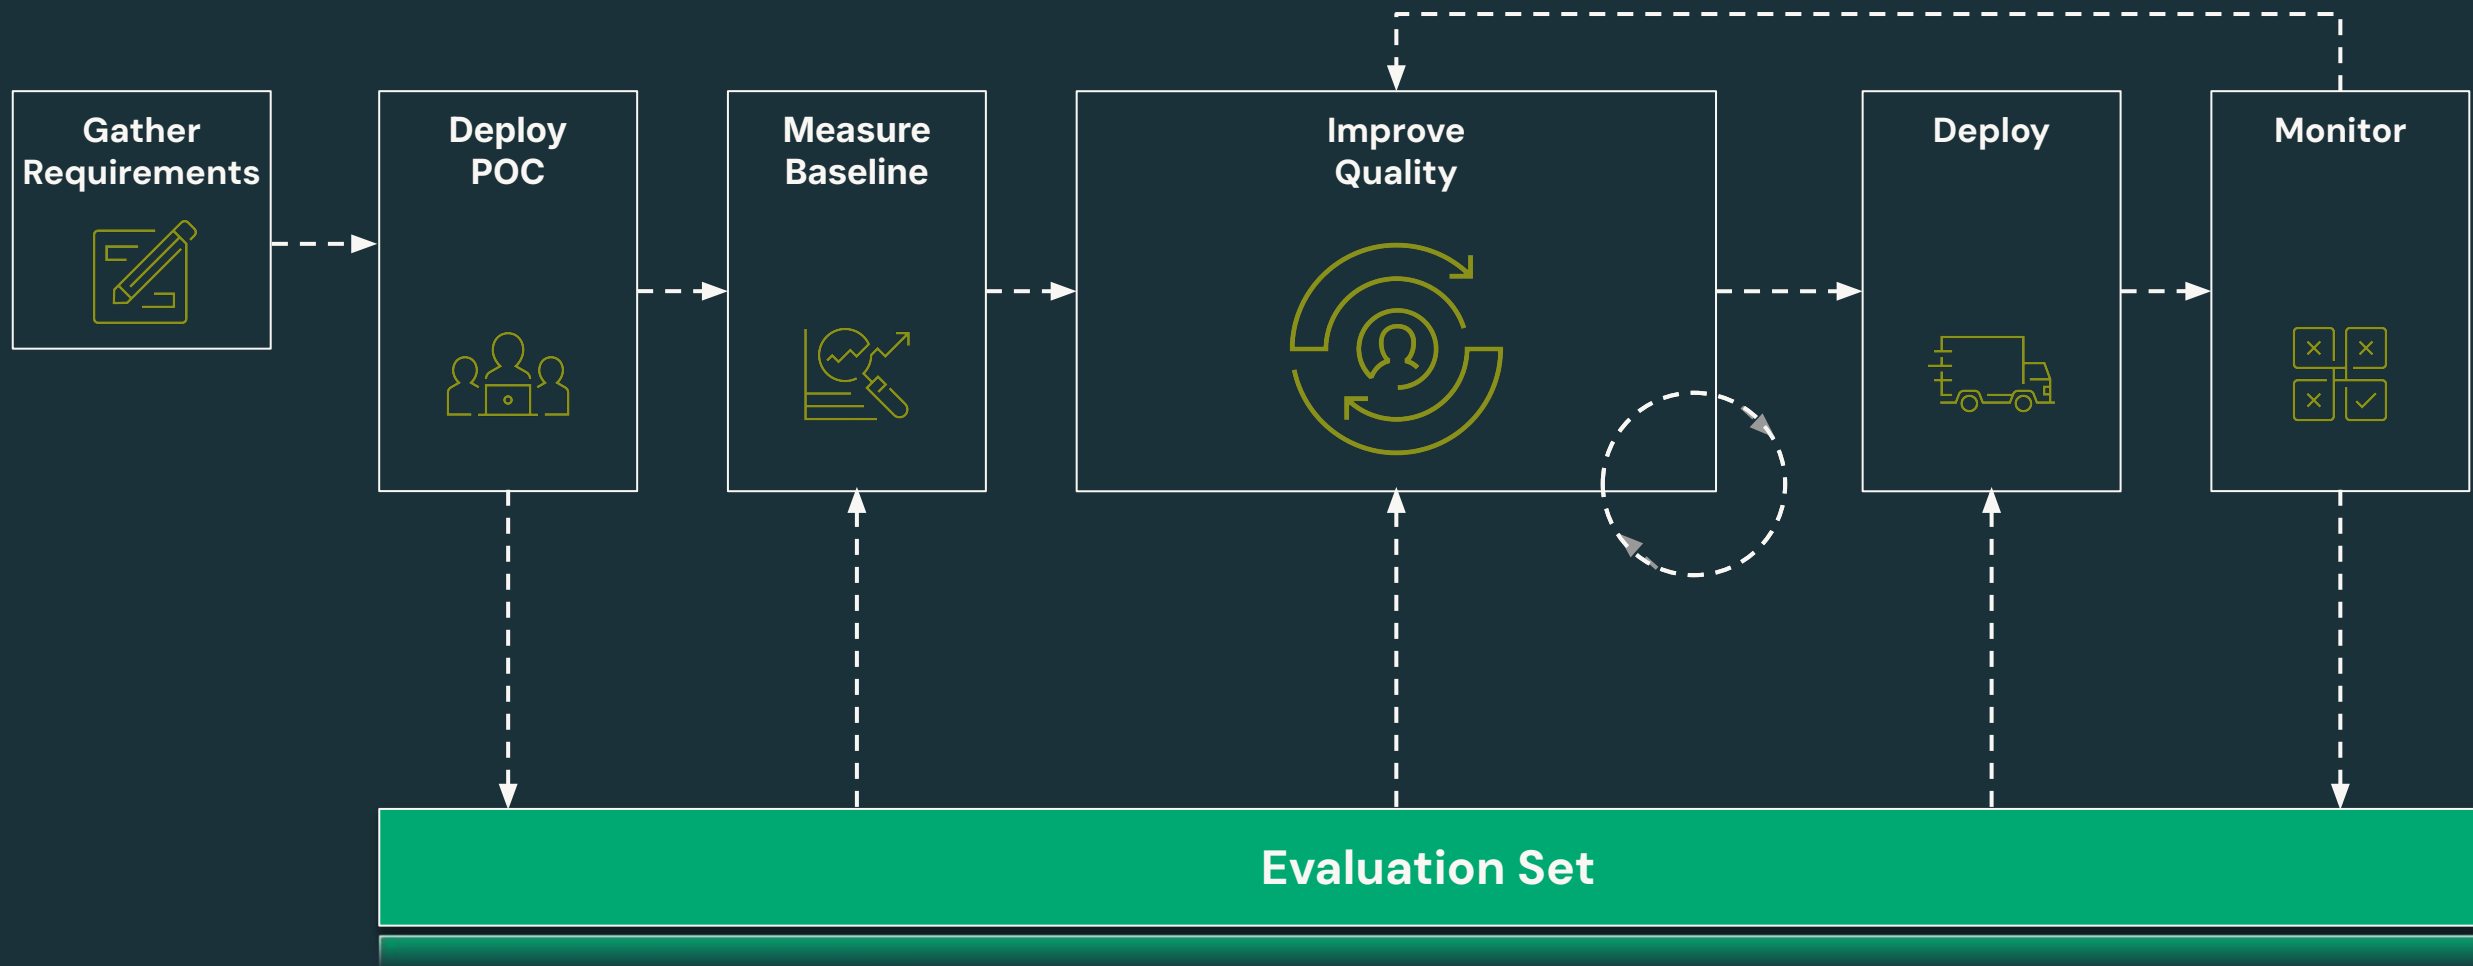 Gather
Requirements
Deploy
POC
Measure
Baseline
Improve
Quality
Deploy
Monitor
Evaluation Set